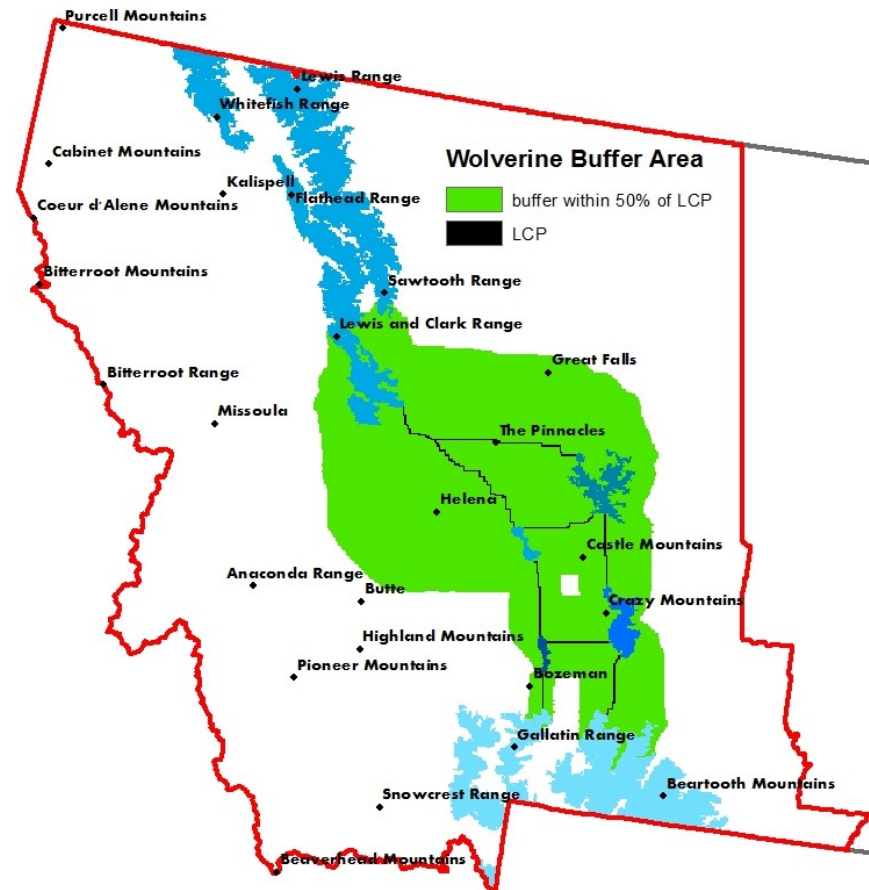 Purcell Mountains
Lewis Range
Whitefish Range
Cabinet Mountains
Wolverine Buffer Area
Kalispell
Flathead Range
buffer within 50% of LCP
Coeur d'Alene Mountains
LCP
Bitterroot Mountains
Sawtooth Range
Lewis and Clark Range
Great Falls
Bitterroot Range
Missoula
The Pinnacles
Helena
Castle Mountains
Anaconda Range
Butte
Crazy Mountains
Highland Mountains
Pioneer Mountains
Bozeman
Gallatin Range
Beartooth Mountains
Snowcrest Range
Beaverhead Mountains